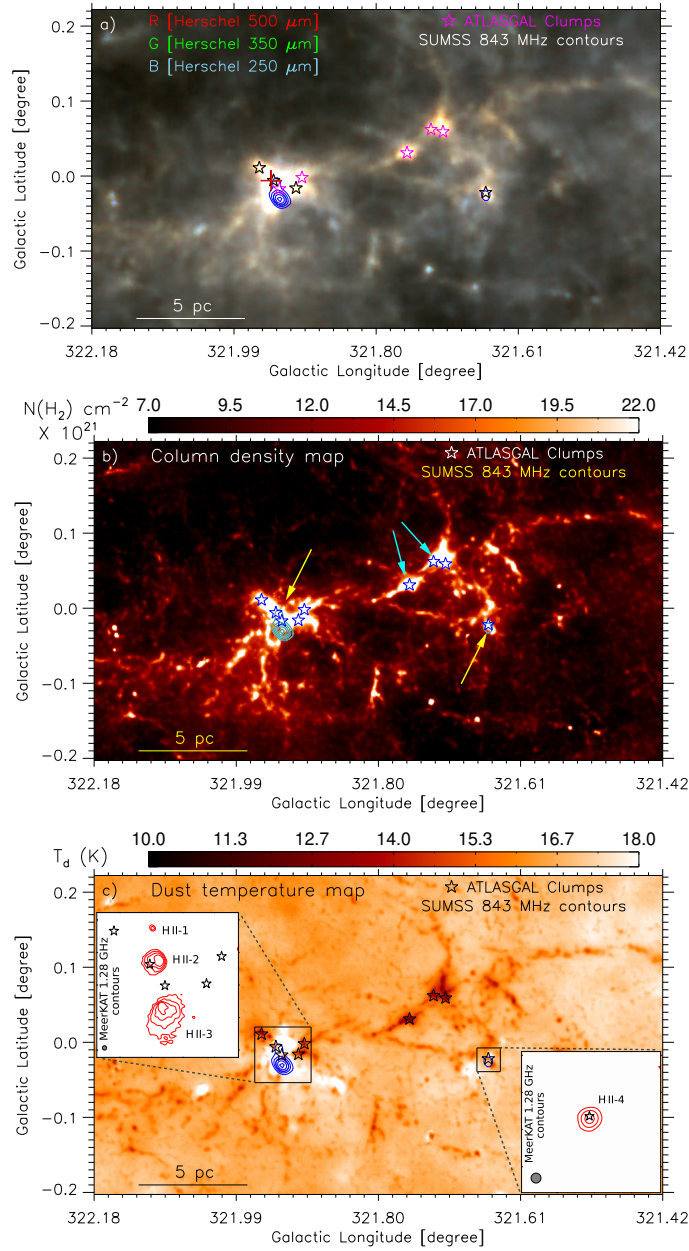 a)
R [Herschel 500 μm]
G [Herschel 350 μm]
B [Herschel 250 μm]
ATLASGAL Clumps
SUMSS 843 MHz contours
0.2
0.1
0.0
−0.1
−0.2
Galactic Latitude [degree]
5 pc
322.18 321.99 321.80 321.61 321.42
Galactic Longitude [degree]
N(H2) cm−2
X 10^21
7.0 9.5 12.0 14.5 17.0 19.5 22.0
b) Column density map
ATLASGAL Clumps
SUMSS 843 MHz contours
0.2
0.1
0.0
−0.1
−0.2
Galactic Latitude [degree]
5 pc
322.18 321.99 321.80 321.61 321.42
Galactic Longitude [degree]
Td (K)
10.0 11.3 12.7 14.0 15.3 16.7 18.0
c) Dust temperature map
ATLASGAL Clumps
SUMSS 843 MHz contours
0.2
0.1
0.0
−0.1
−0.2
Galactic Latitude [degree]
MeerKAT 1.28 GHz
contours
HII-1
HII-2
HII-3
MeerKAT 1.28 GHz
contours
HII-4
5 pc
322.18 321.99 321.80 321.61 321.42
Galactic Longitude [degree]